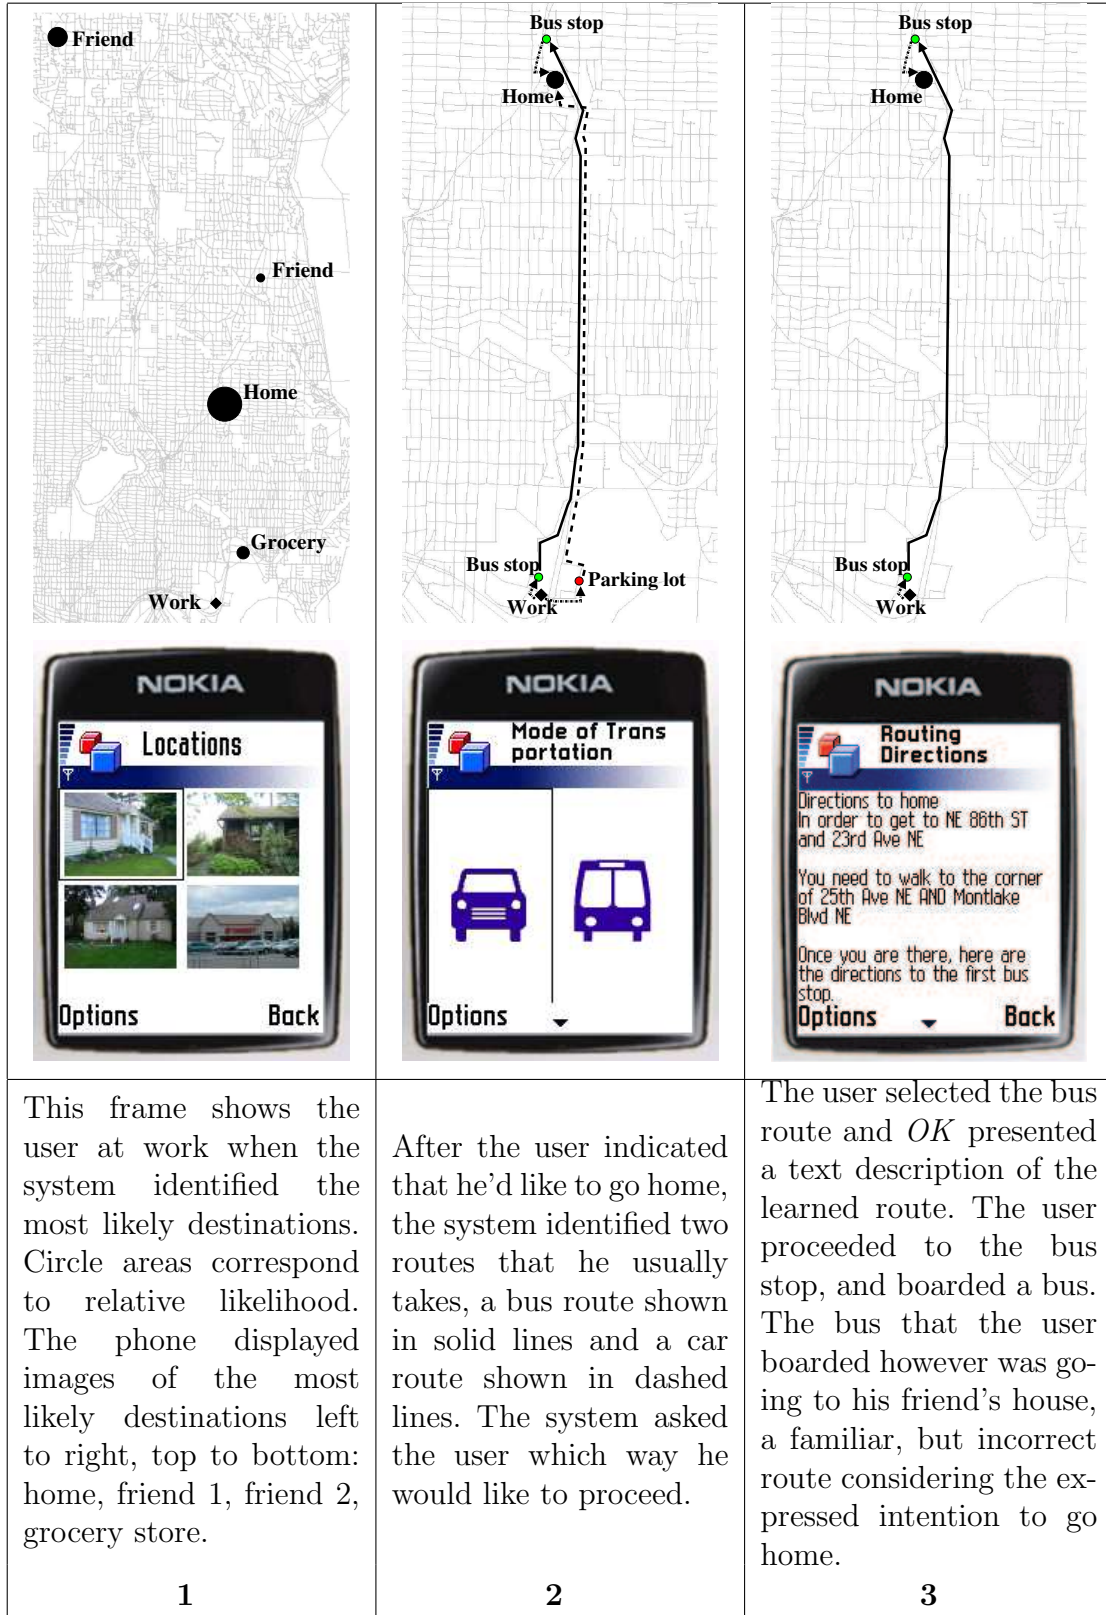 Friend
Friend
Home
Grocery
Work
NOKIA
Locations
Options Back
This frame shows the
user at work when the
system identified the
most likely destinations.
Circle areas correspond
to relative likelihood.
The phone displayed
images of the most
likely destinations left
to right, top to bottom:
home, friend 1, friend 2,
grocery store.
1
Bus stop
Home
Bus stop
Parking lot
Work
NOKIA
Mode of Trans
portation
Options
After the user indicated
that he'd like to go home,
the system identified two
routes that he usually
takes, a bus route shown
in solid lines and a car
route shown in dashed
lines. The system asked
the user which way he
would like to proceed.
2
Bus stop
Home
Bus stop
Work
NOKIA
Routing
Directions
Directions to home
In order to get to NE 86th ST
and 23rd Ave NE
You need to walk to the corner
of 25th Ave NE AND Montlake
Blvd NE
Once you are there, here are
the directions to the first bus
stop.
Options Back
The user selected the bus
route and OK presented
a text description of the
learned route. The user
proceeded to the bus
stop, and boarded a bus.
The bus that the user
boarded however was go-
ing to his friend's house,
a familiar, but incorrect
route considering the ex-
pressed intention to go
home.
3